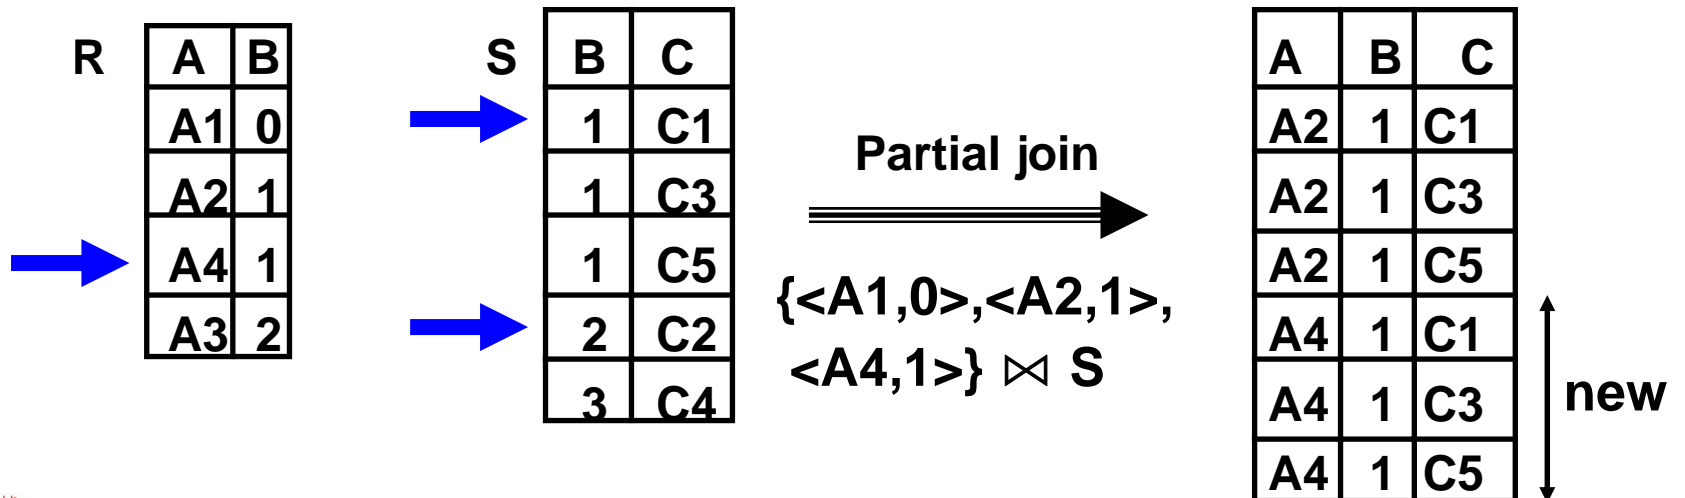 R
A B
A1 0
A2 1
A4 1
A3 2
S
B C
1 C1
1 C3
1 C5
2 C2
3 C4
Partial join
{<A1,0>,<A2,1>,
<A4,1>} ⋈ S
A B C
A2 1 C1
A2 1 C3
A2 1 C5
A4 1 C1
A4 1 C3
A4 1 C5
new